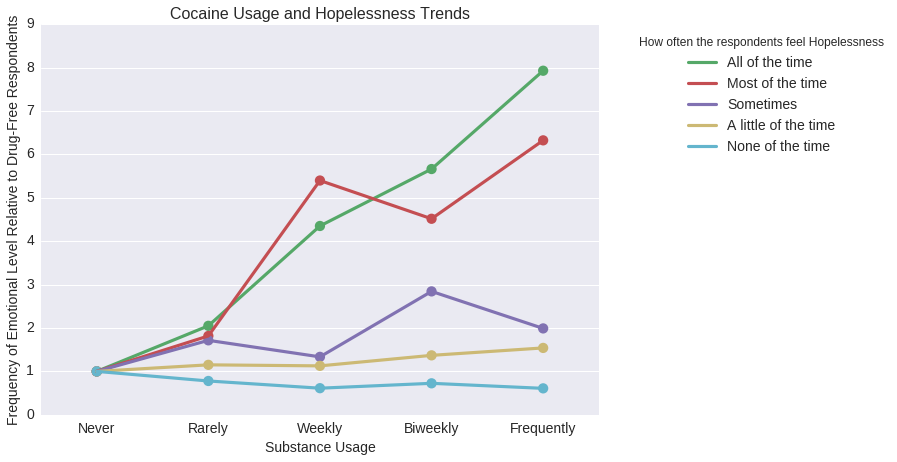 Cocaine Usage and Hopelessness Trends
Frequency of Emotional Level Relative to Drug-Free Respondents
9
8
7
6
5
4
3
2
1
0
Never Rarely Weekly Biweekly Frequently
Substance Usage
How often the respondents feel Hopelessness
All of the time
Most of the time
Sometimes
A little of the time
None of the time